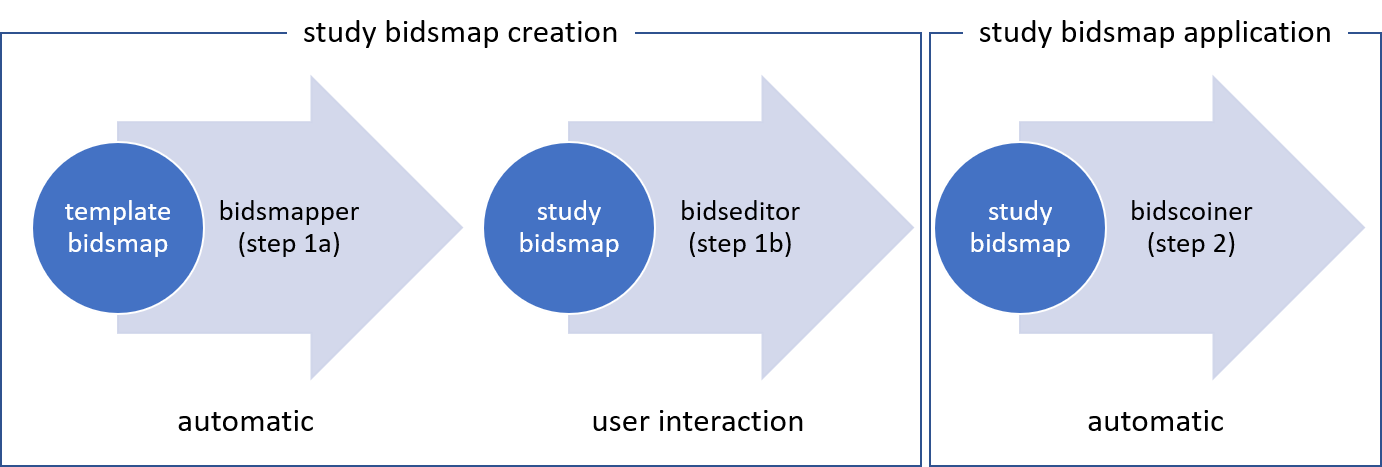 study bidsmap creation
template
bidsmap
bidsmapper
(step 1a)
automatic
study
bidsmap
bidseditor
(step 1b)
user interaction
study bidsmap application
study
bidsmap
bidscoiner
(step 2)
automatic